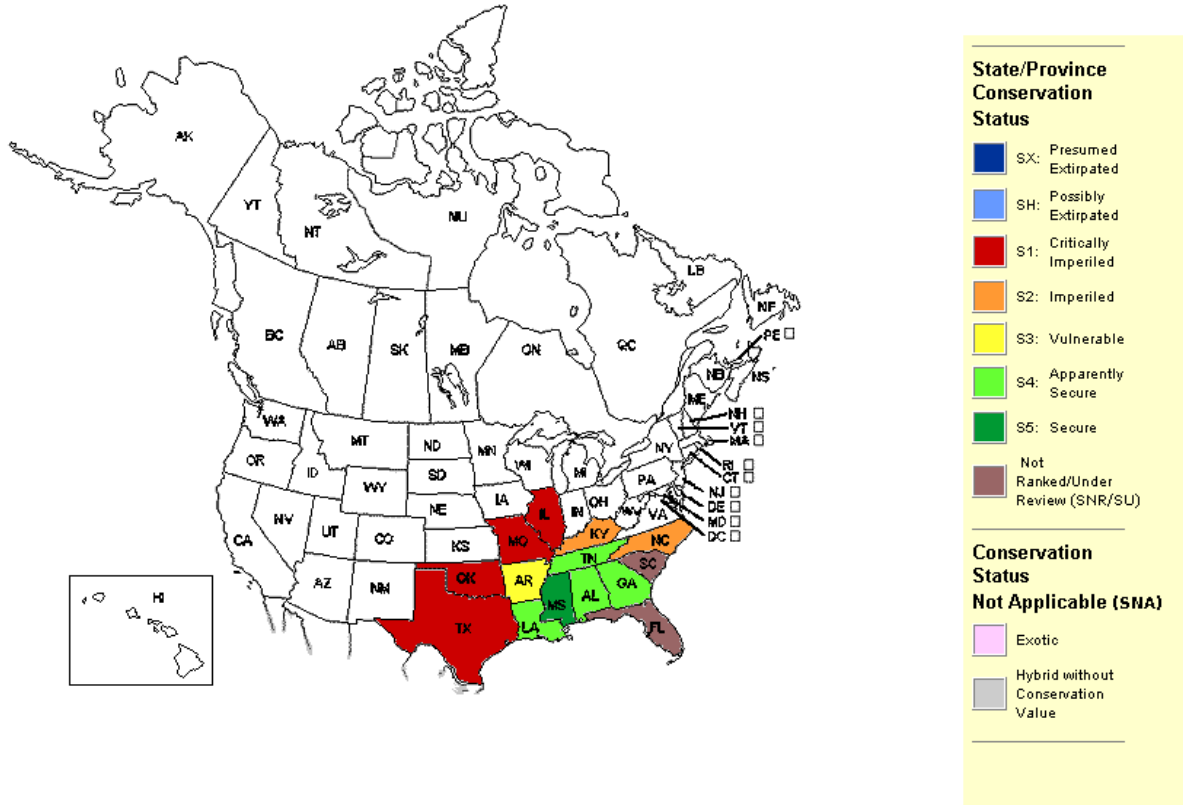 AK
YT
NT
NU
BC
AB
SK
MB
ON
QC
LB
NF
PE
NB
NS
ME
NH
VT
MA
WA
MT
ND
MN
WI
MI
NY
OR
ID
WY
SD
IA
NE
PA
RI
CT
NJ
DE
MD
DC
CA
NV
UT
CO
KS
MO
IL
IN
OH
WV
VA
KY
NC
TN
SC
AZ
NM
OK
AR
MS
AL
GA
TX
LA
FL
HI
State/Province
Conservation
Status
SX: Presumed
Extirpated
SH: Possibly
Extirpated
S1: Critically
Imperiled
S2: Imperiled
S3: Vulnerable
S4: Apparently
Secure
S5: Secure
Not
Ranked/Under
Review (SNR/SU)
Conservation
Status
Not Applicable (SNA)
Exotic
Hybrid without
Conservation
Value